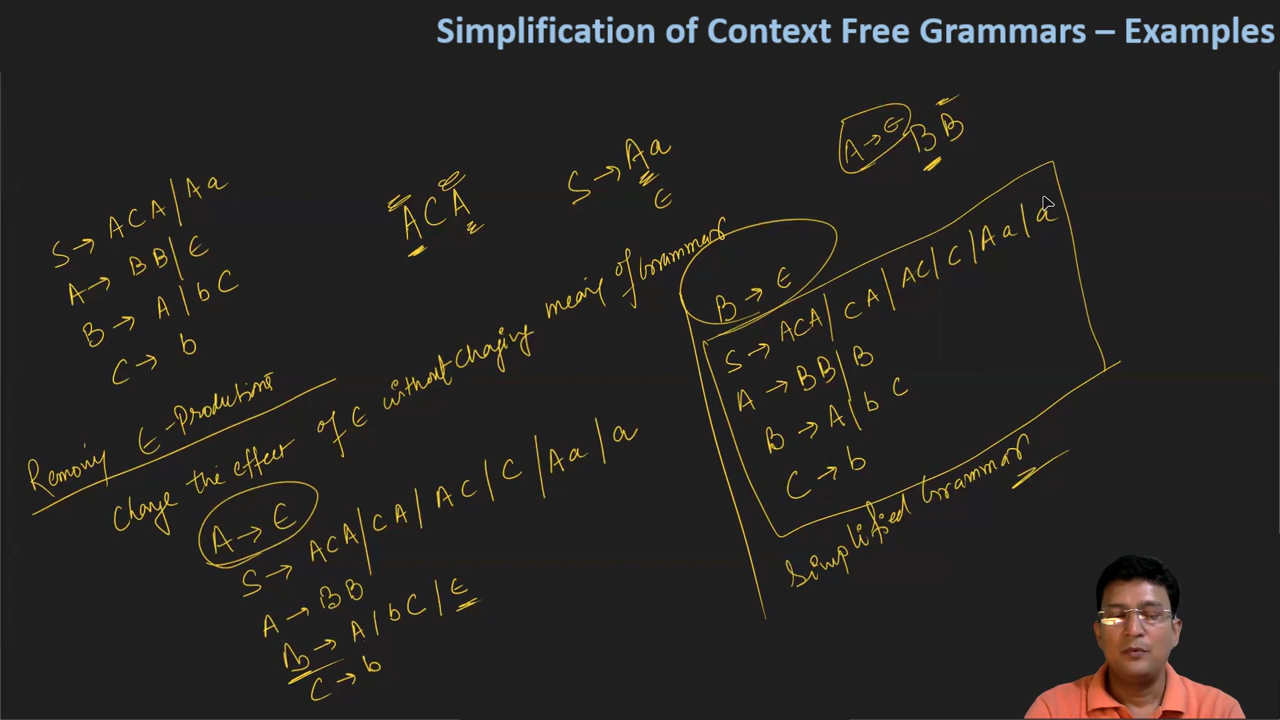 Simplification of Context Free Grammars – Examples
S → ACA | Aa
A → BB | ε
B → A | bC
C → b
ACA
S → Aa
ε
A → ε
BB
Removing ε-Productions
Change the effect of ε without changing meaning of Grammar
A → ε
S → ACA | CA | AC | C | Aa | a
A → BB
B → A | bC | ε
C → b
B → ε
S → ACA | CA | AC | C | Aa | a
A → BB | B
B → A | bC
C → b
Simplified Grammar